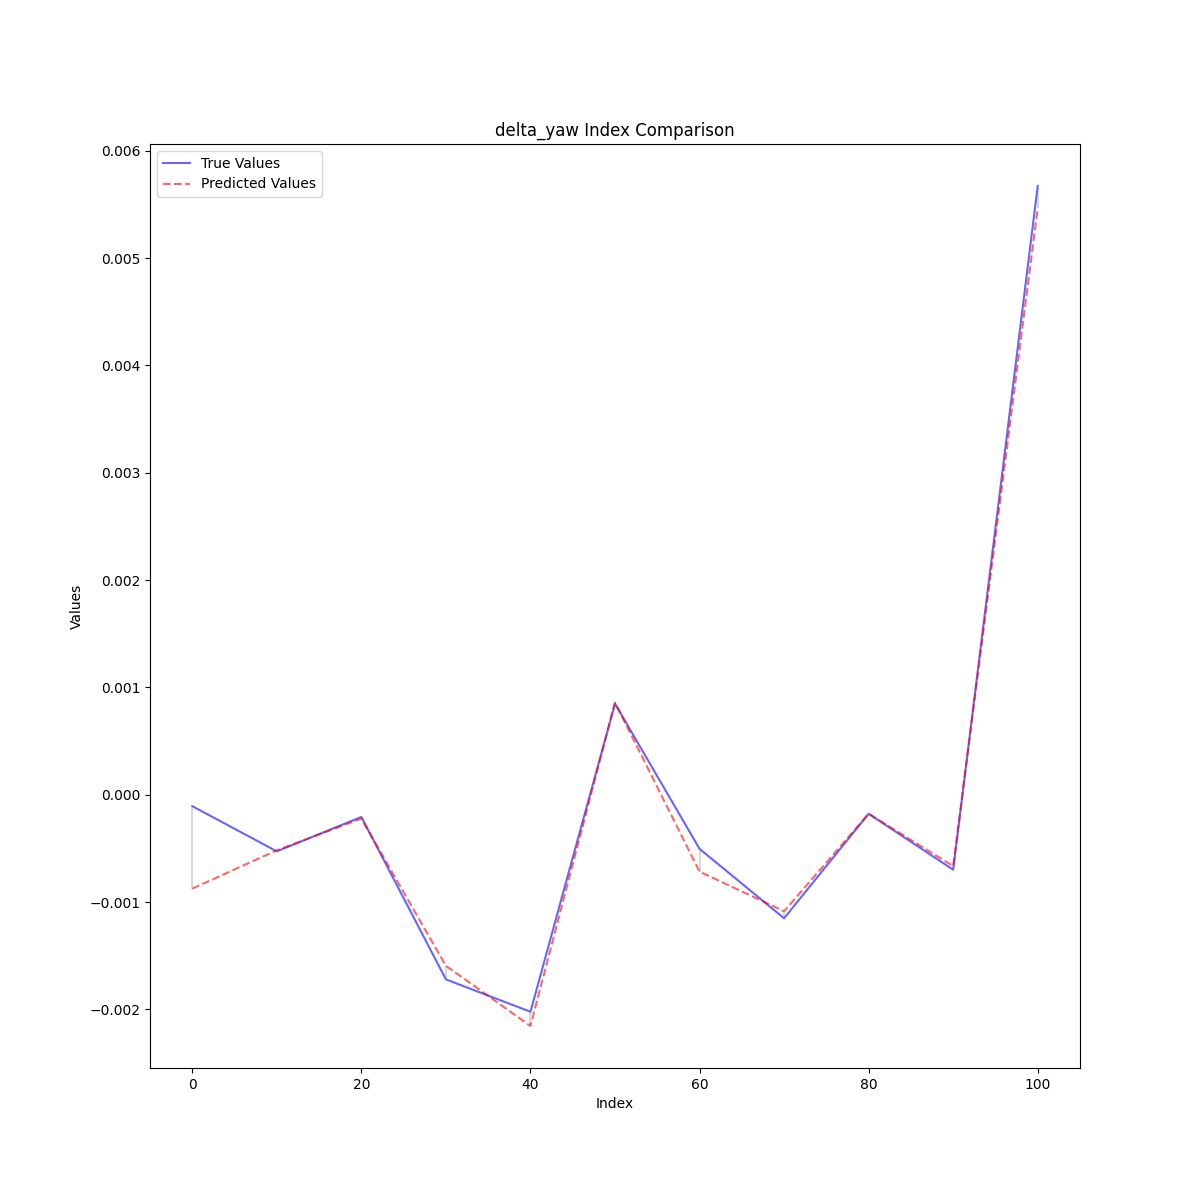 delta_yaw Index Comparison
True Values
Predicted Values
0.006
0.005
0.004
0.003
0.002
0.001
0.000
−0.001
−0.002
Values
0 20 40 60 80 100
Index